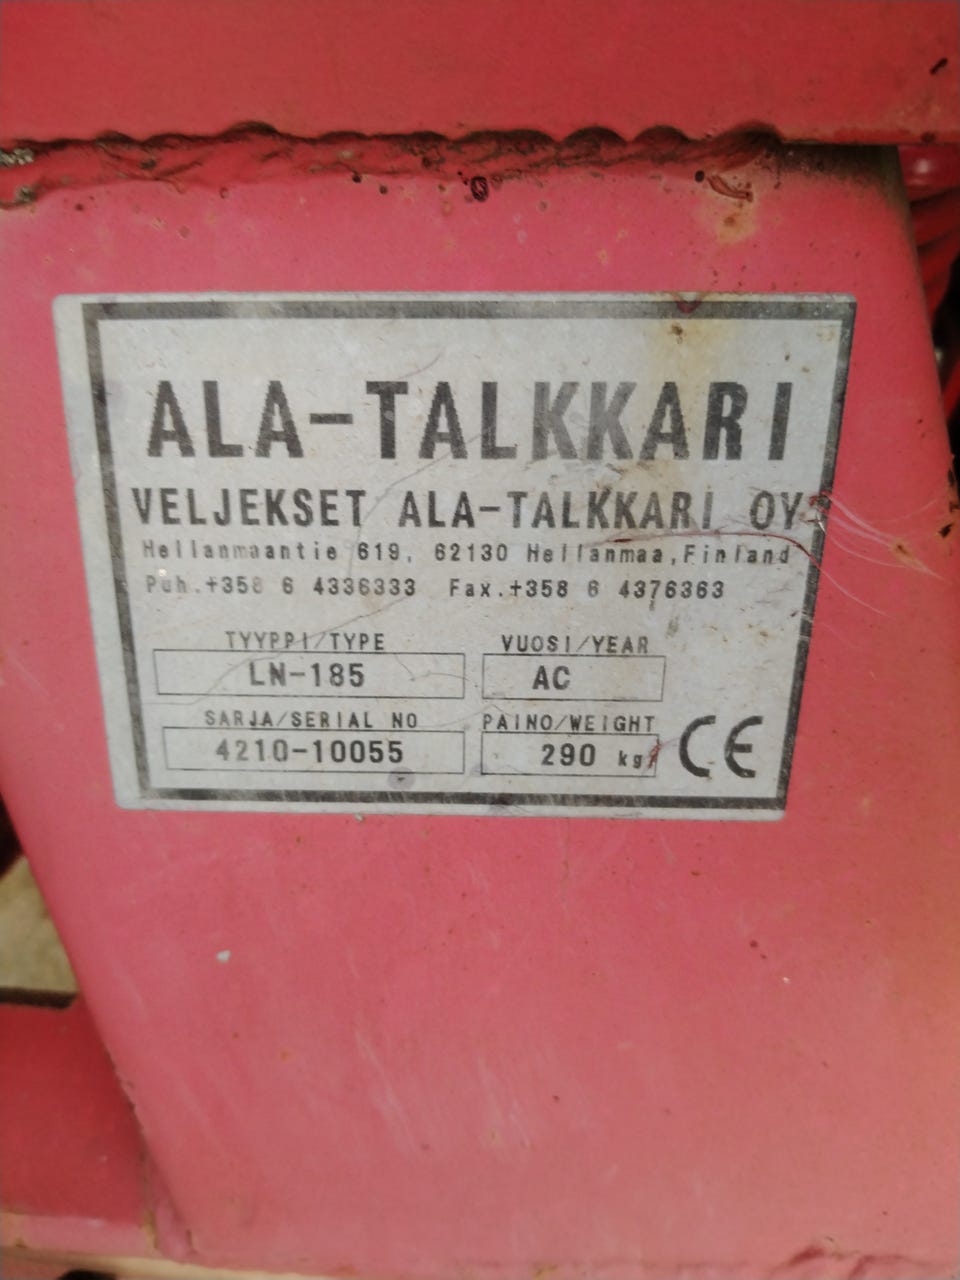 ALA-TALKKARI
VELJEKSET ALA-TALKKARI OY
Hellanmaantie 619, 62130 Hellanmaa,Finland
Puh.+358 6 4336333 Fax.+358 6 4376363
TYYPPI/TYPE VUOSI/YEAR
LN-185 AC
SARJA/SERIAL NO PAINO/WEIGHT
4210-10055 290 kg CE